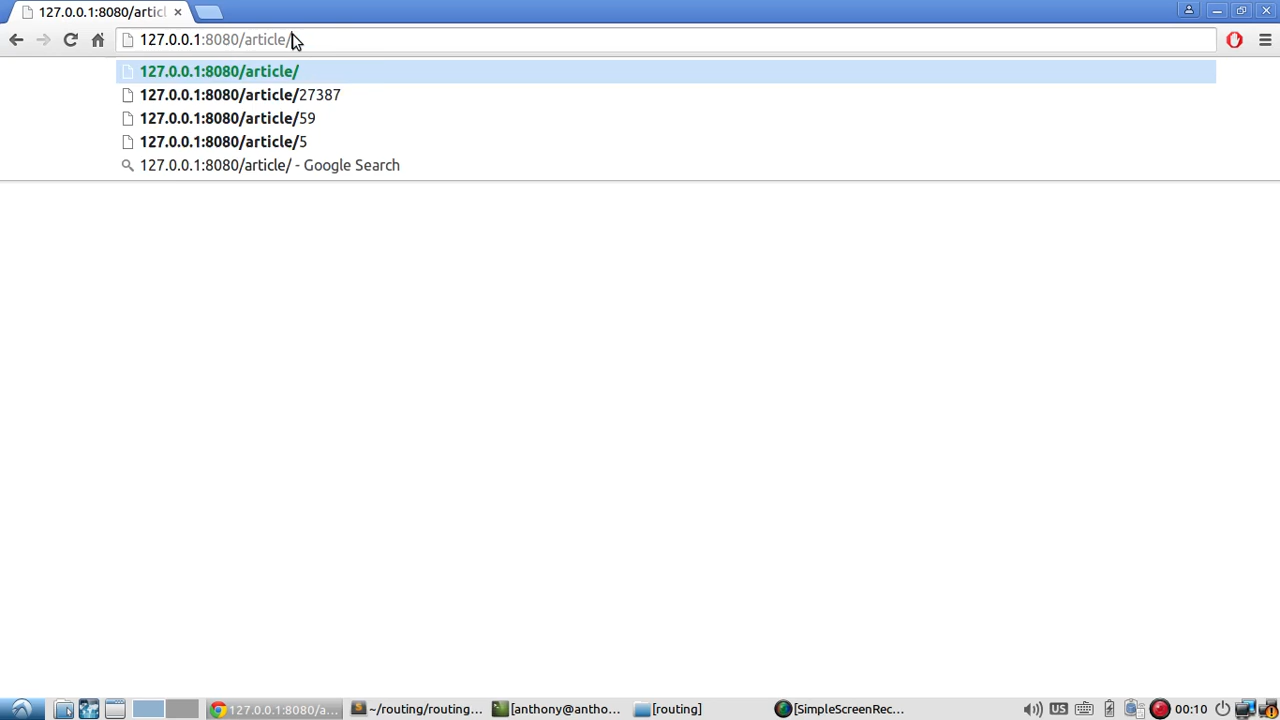 127.0.0.1:8080/articl
127.0.0.1:8080/article/
127.0.0.1:8080/article/
127.0.0.1:8080/article/27387
127.0.0.1:8080/article/59
127.0.0.1:8080/article/5
127.0.0.1:8080/article/ - Google Search
127.0.0.1:8080/a... ~/routing/routing... [anthony@antho... [routing] [SimpleScreenRec... US 00:10